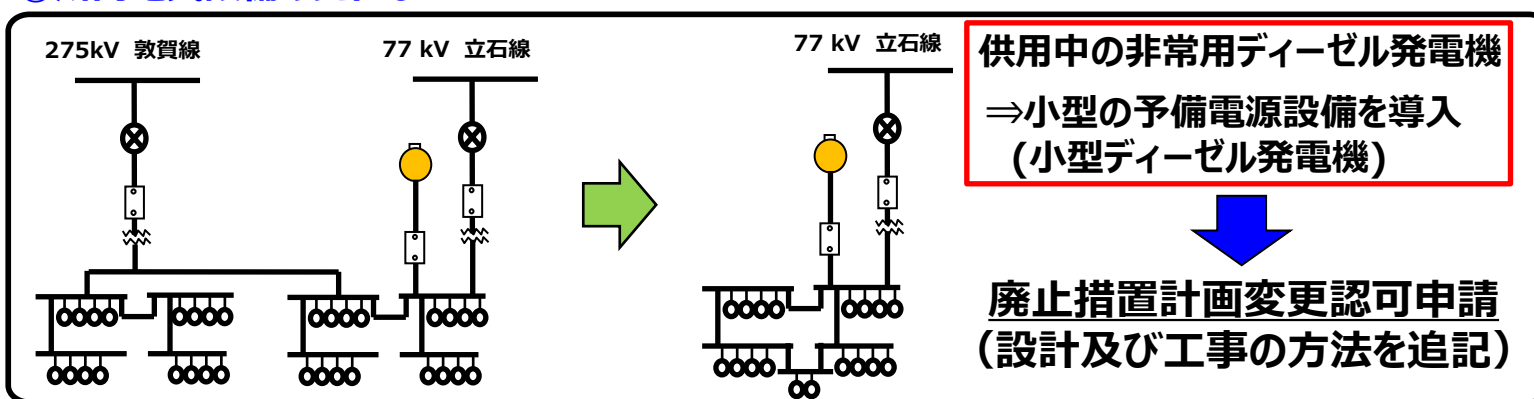 275kV 敦賀線
77 kV 立石線
77 kV 立石線
供用中の非常用ディーゼル発電機
⇒小型の予備電源設備を導入
(小型ディーゼル発電機)
廃止措置計画変更認可申請
（設計及び工事の方法を追記）